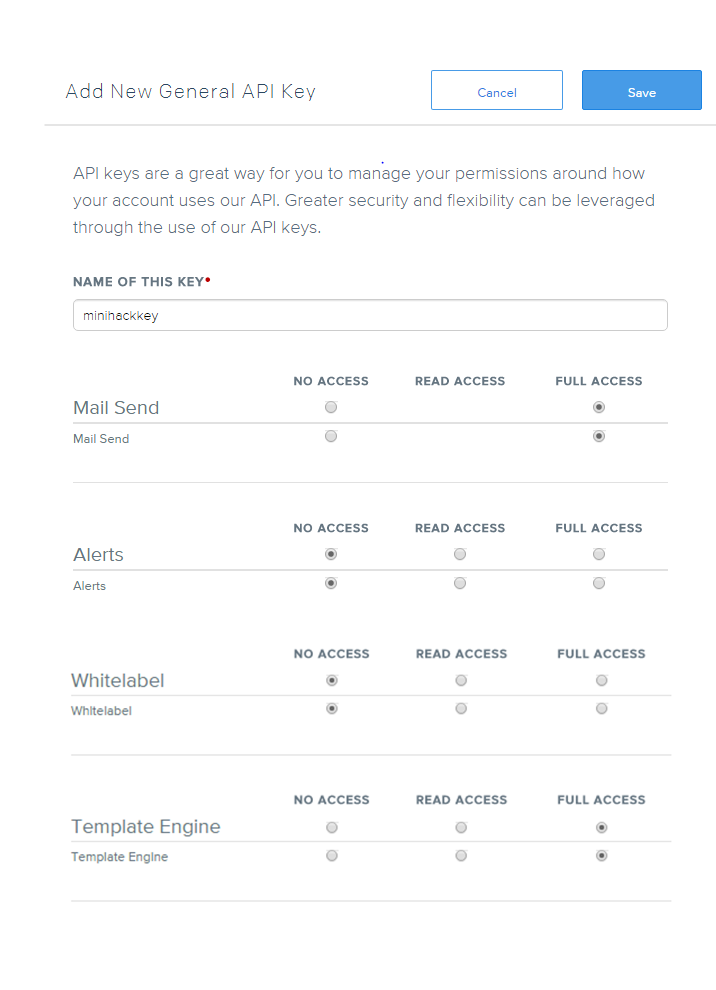 Add New General API Key
Cancel
Save
API keys are a great way for you to manage your permissions around how
your account uses our API. Greater security and flexibility can be leveraged
through the use of our API keys.
NAME OF THIS KEY•
minihackkey
NO ACCESS READ ACCESS FULL ACCESS
Mail Send
Mail Send
NO ACCESS READ ACCESS FULL ACCESS
Alerts
Alerts
NO ACCESS READ ACCESS FULL ACCESS
Whitelabel
Whitelabel
NO ACCESS READ ACCESS FULL ACCESS
Template Engine
Template Engine